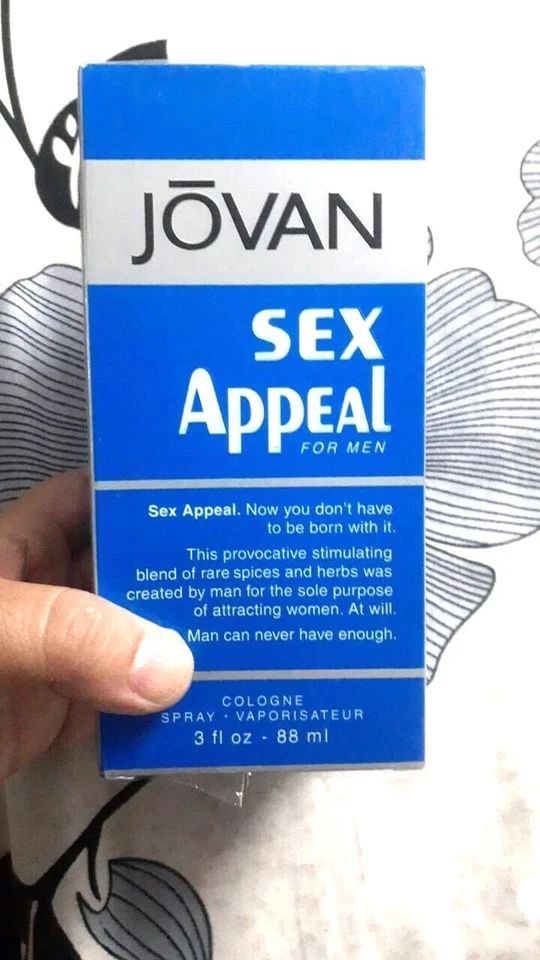 JŌVAN
SEX
Appeal
FOR MEN
Sex Appeal. Now you don't have
to be born with it.
This provocative stimulating
blend of rare spices and herbs was
created by man for the sole purpose
of attracting women. At will.
Man can never have enough.
COLOGNE
SPRAY · VAPORISATEUR
3 fl oz - 88 ml